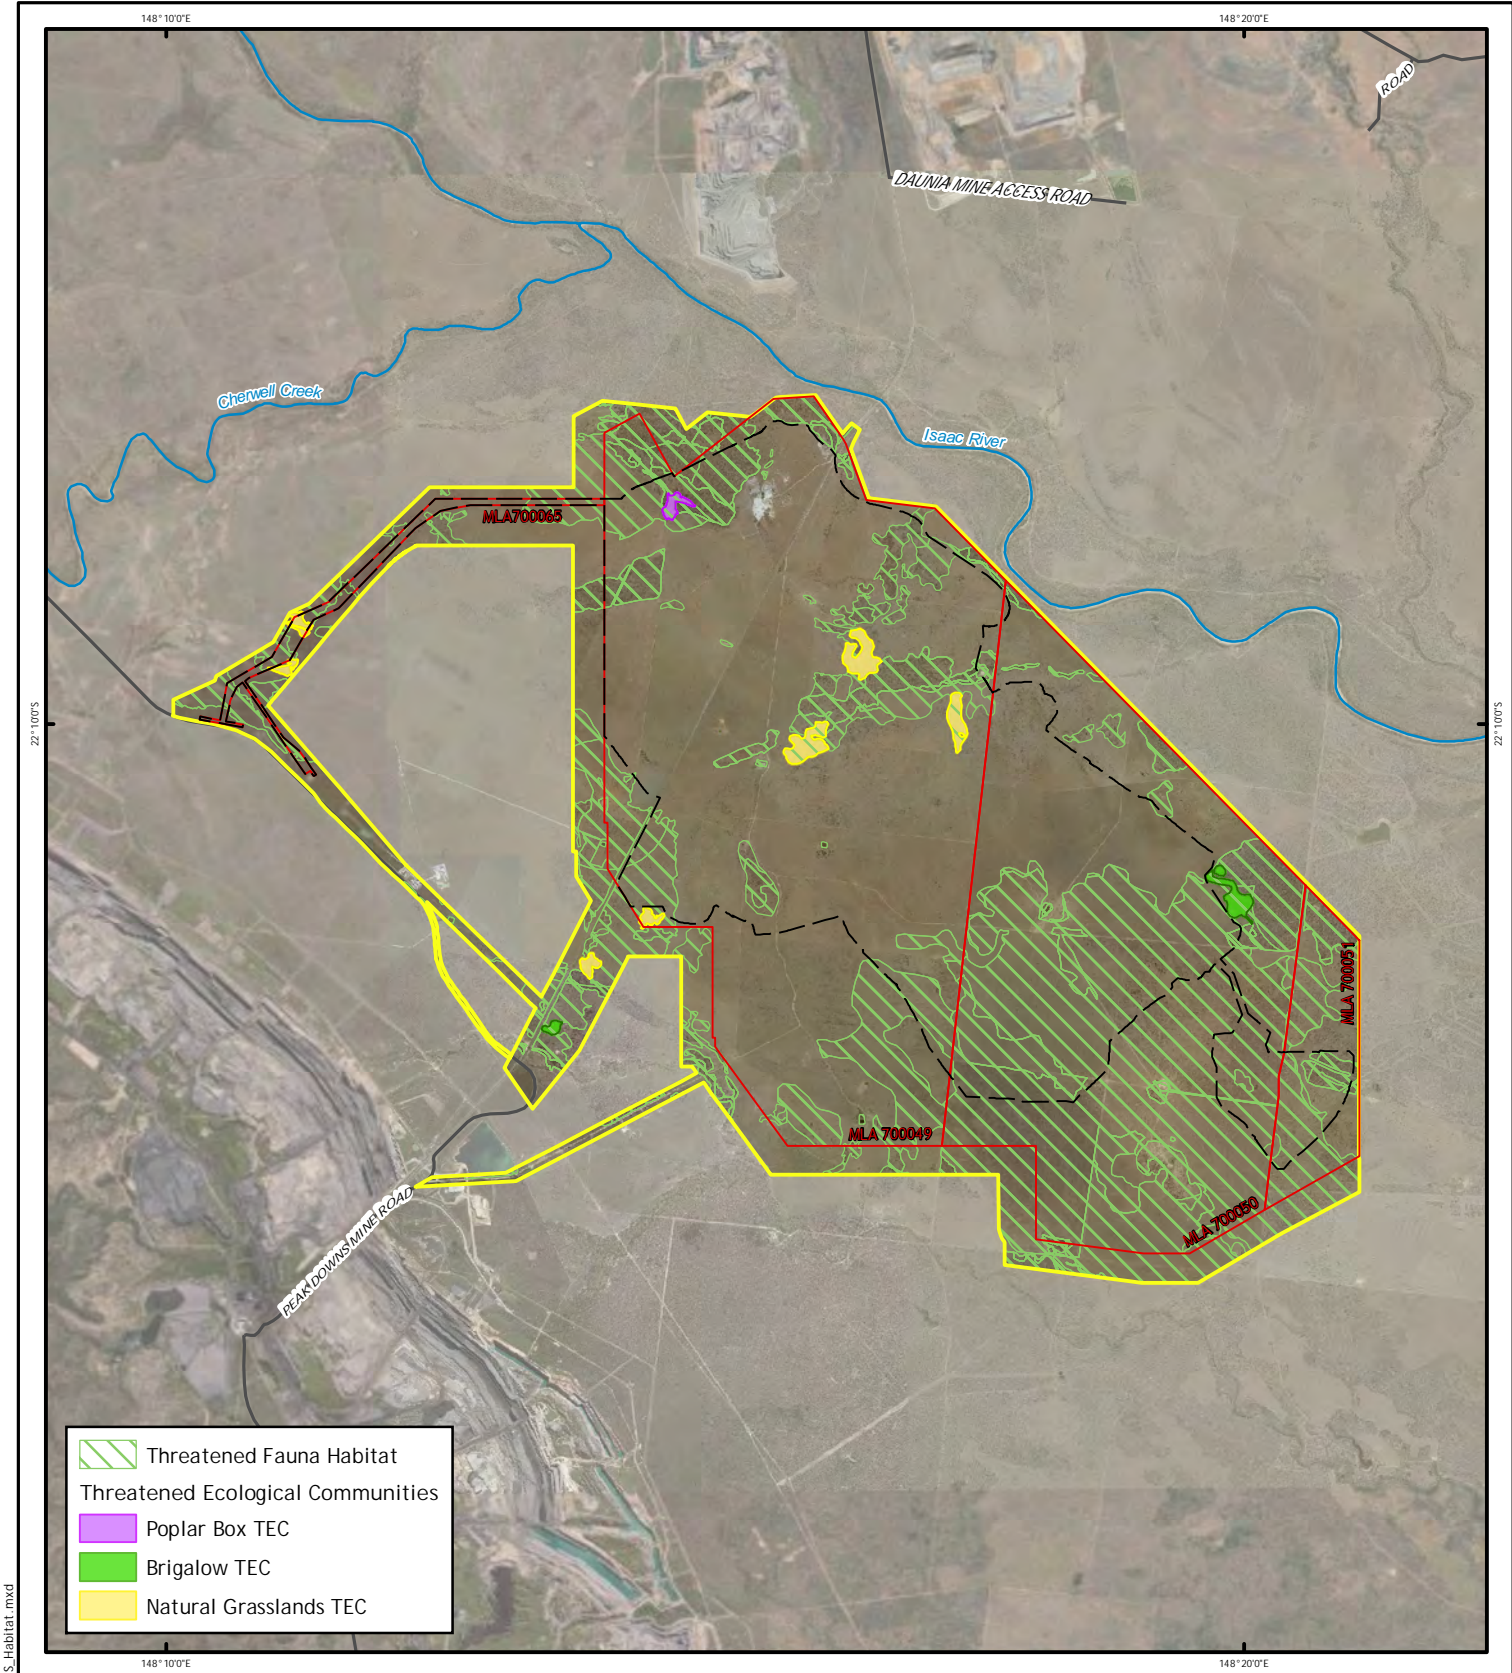 148°10'0"E
148°20'0"E
ROAD
DAUNIA MINE ACCESS ROAD
Cherwell Creek
Isaac River
MLA700065
22°10'0"S
22°10'0"S
MLA 700051
MLA 700049
MLA 700050
PEAK DOWNS MINE ROAD
Threatened Fauna Habitat
Threatened Ecological Communities
Poplar Box TEC
Brigalow TEC
Natural Grasslands TEC
S_Habitat.mxd
148°10'0"E
148°20'0"E